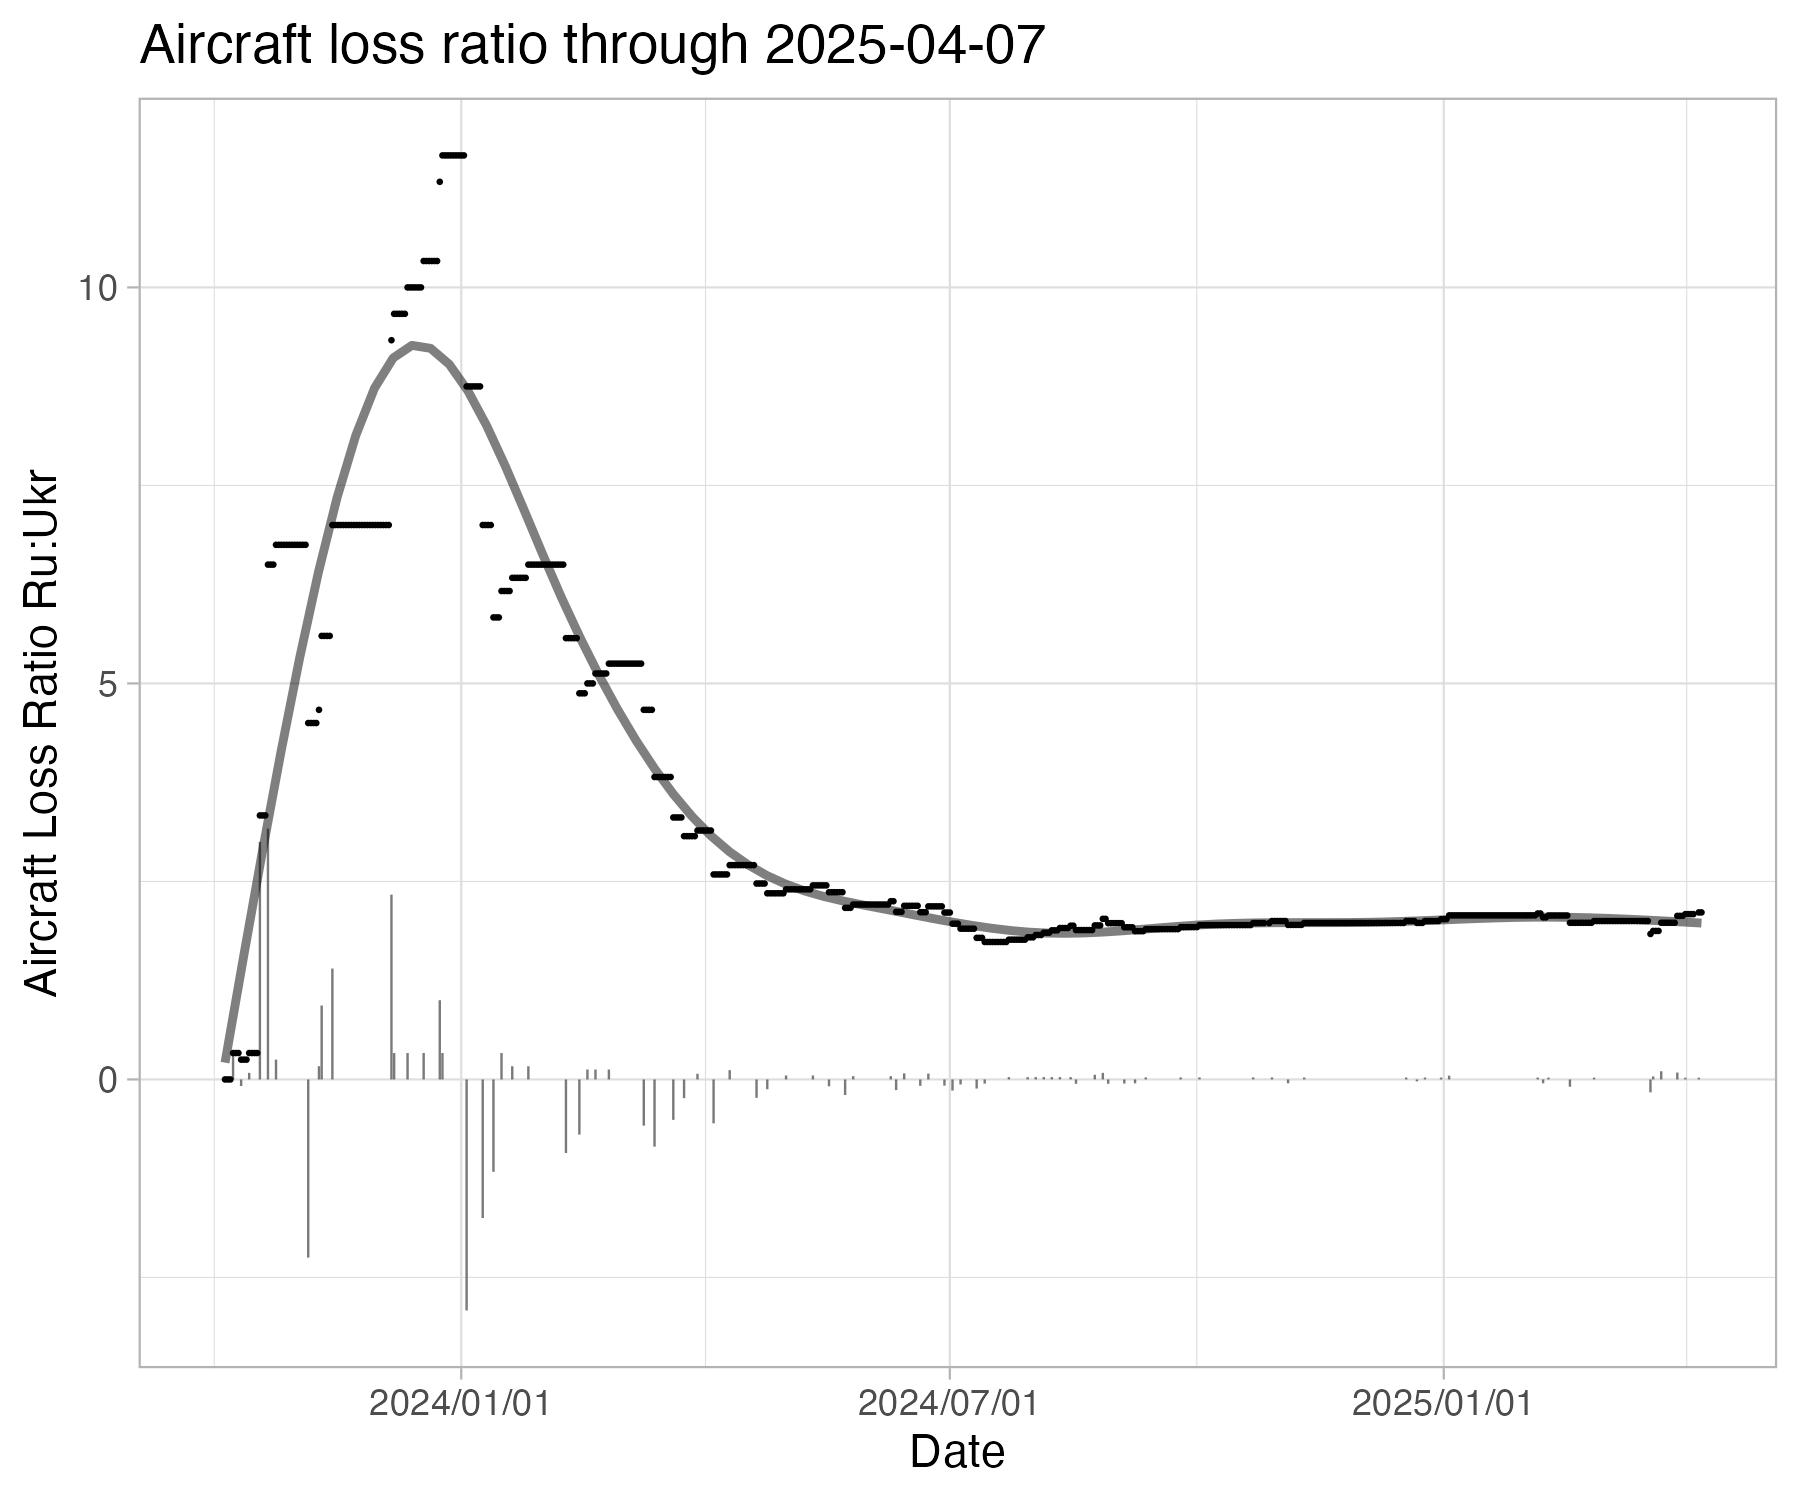 Aircraft loss ratio through 2025-04-07
Aircraft Loss Ratio Ru:Ukr
10
5
0
2024/01/01
2024/07/01
2025/01/01
Date